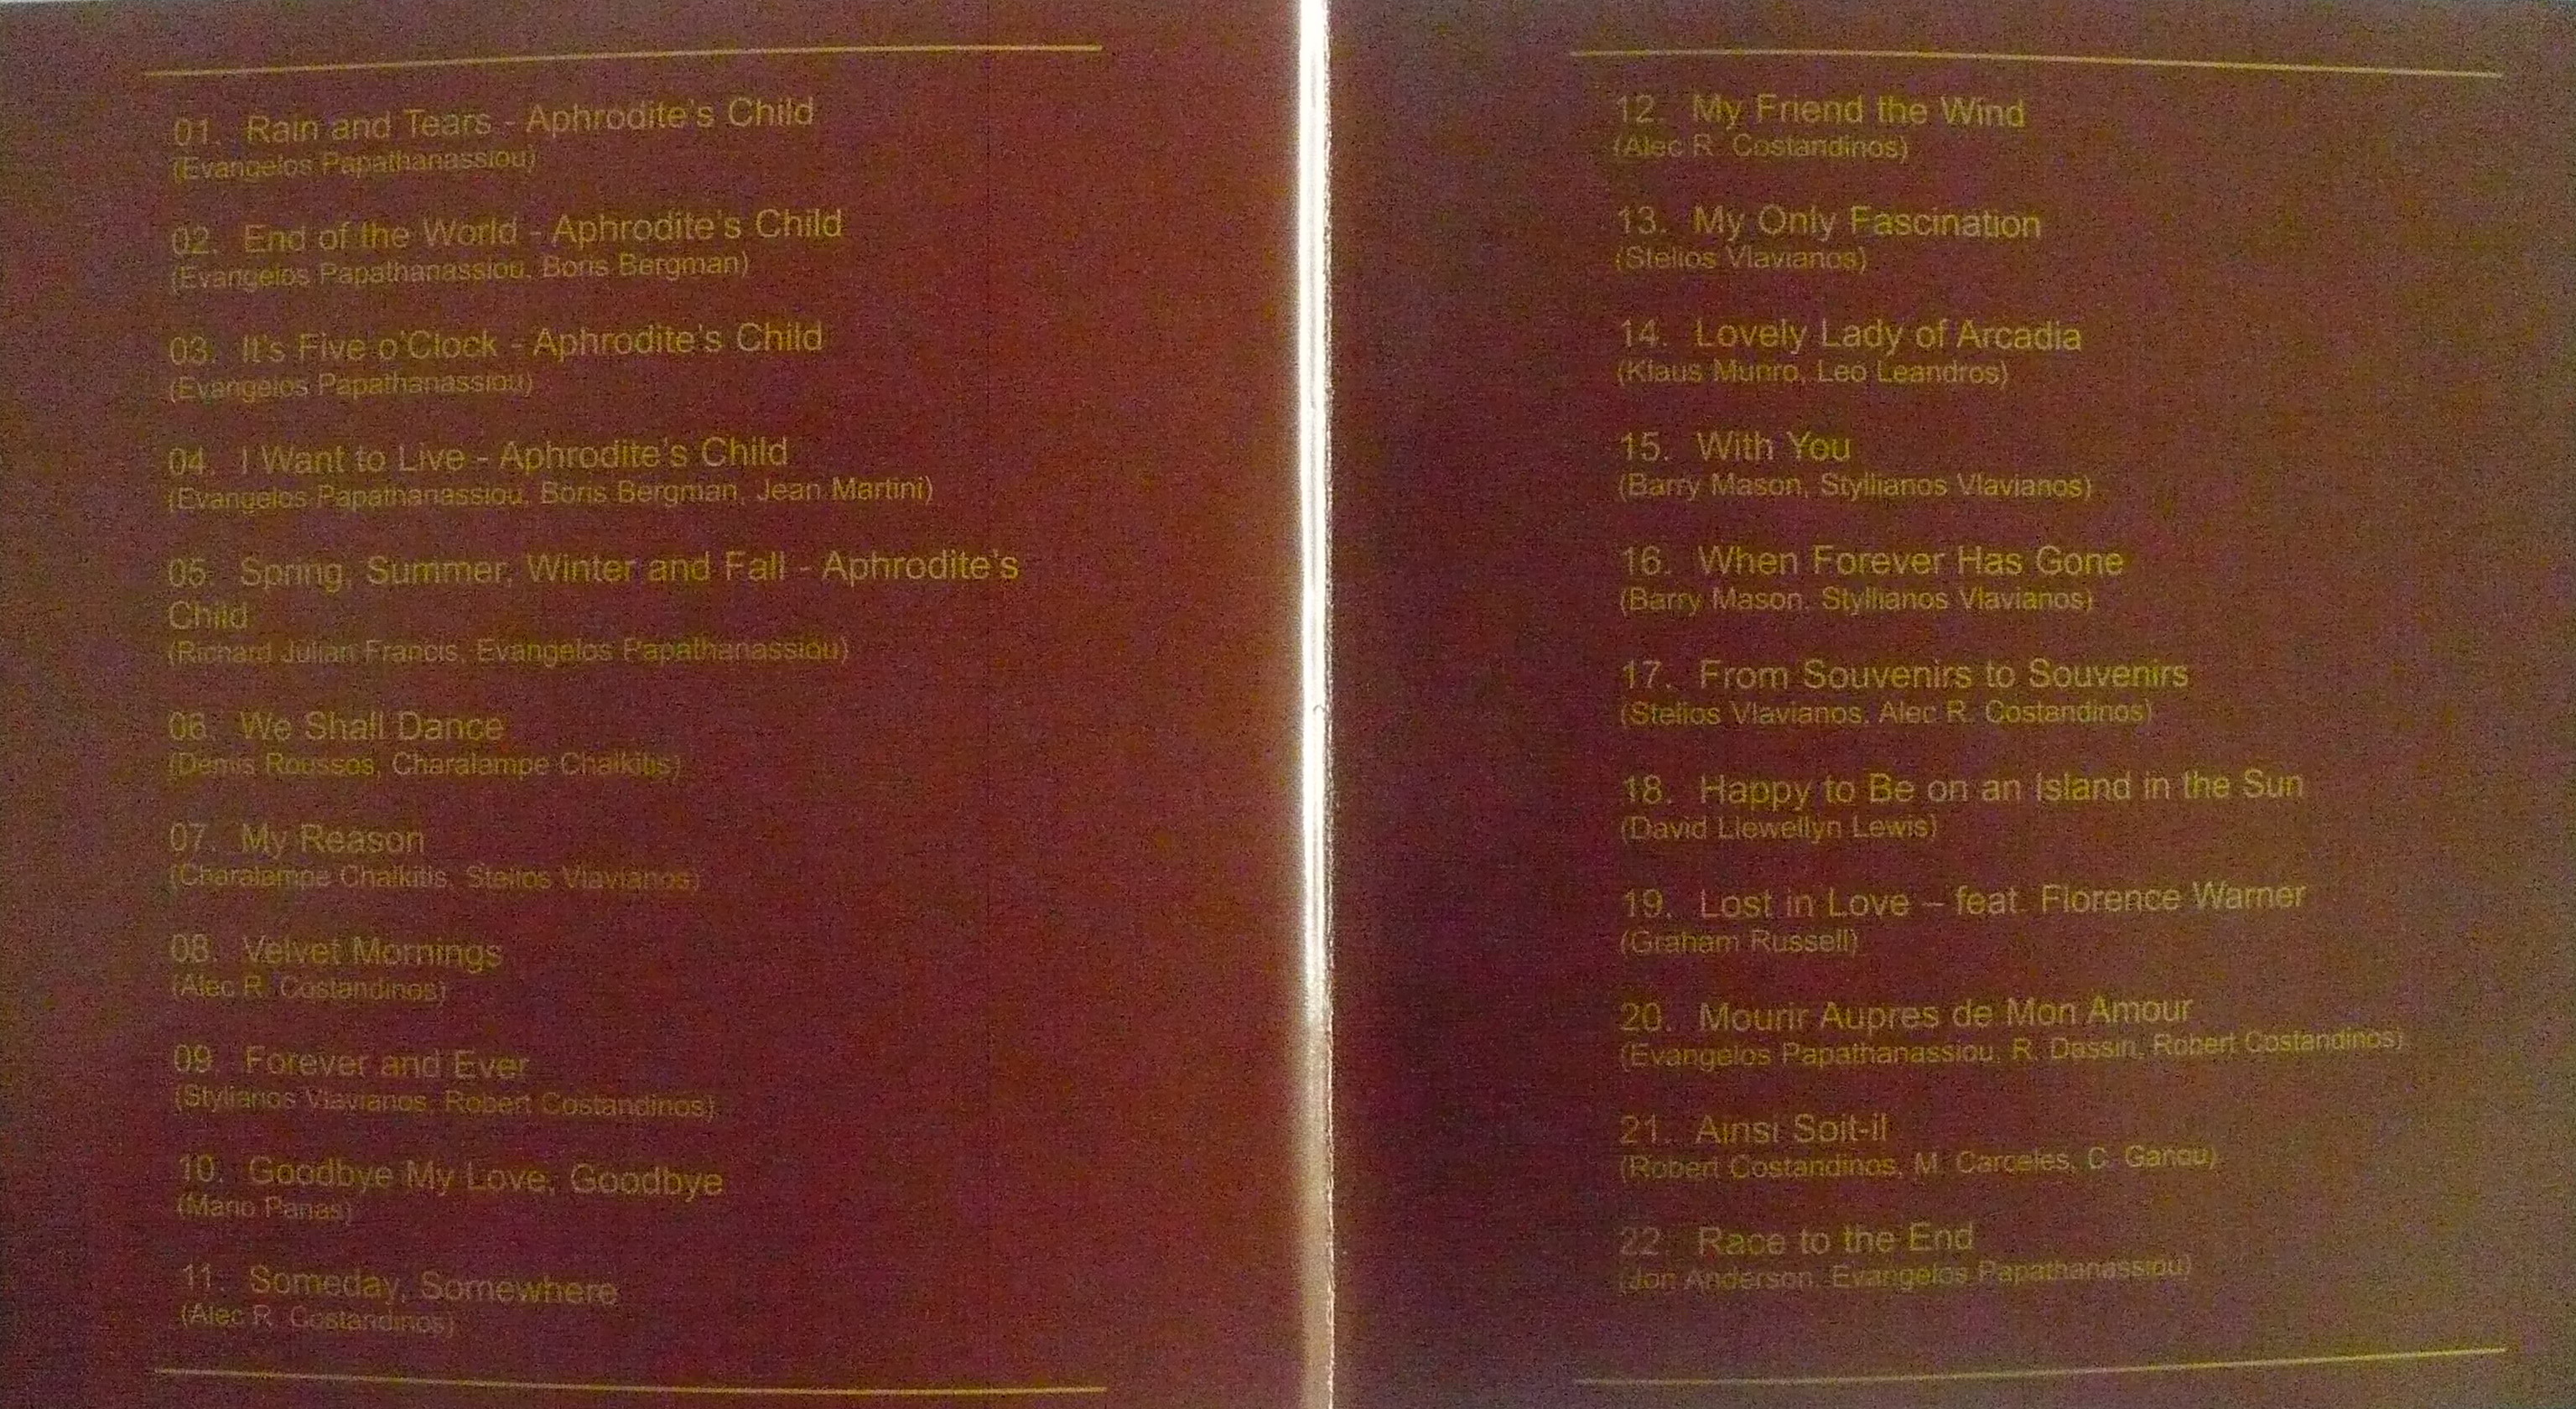 01. Rain and Tears - Aphrodite's Child
(Evangelos Papathanassiou)
02. End of the World - Aphrodite's Child
(Evangelos Papathanassiou, Boris Bergman)
03. It's Five o'Clock - Aphrodite's Child
(Evangelos Papathanassiou)
04. I Want to Live - Aphrodite's Child
(Evangelos Papathanassiou, Boris Bergman, Jean Martini)
05. Spring, Summer, Winter and Fall - Aphrodite's
Child
(Richard Julian Francis, Evangelos Papathanassiou)
06. We Shall Dance
(Demis Roussos, Charalampe Chalkitis)
07. My Reason
(Charalampe Chalkitis, Stelios Vlavianos)
08. Velvet Mornings
(Alec R. Costandinos)
09. Forever and Ever
(Stylianos Vlavianos, Robert Costandinos)
10. Goodbye My Love, Goodbye
(Mario Panas)
11. Someday, Somewhere
(Alec R. Costandinos)
12. My Friend the Wind
(Alec R. Costandinos)
13. My Only Fascination
(Stelios Vlavianos)
14. Lovely Lady of Arcadia
(Klaus Munro, Leo Leandros)
15. With You
(Barry Mason, Styllianos Vlavianos)
16. When Forever Has Gone
(Barry Mason, Styllianos Vlavianos)
17. From Souvenirs to Souvenirs
(Stelios Vlavianos, Alec R. Costandinos)
18. Happy to Be on an Island in the Sun
(David Llewellyn Lewis)
19. Lost in Love – feat. Florence Warner
(Graham Russell)
20. Mourir Aupres de Mon Amour
(Evangelos Papathanassiou, R. Dassin, Robert Costandinos)
21. Ainsi Soit-il
(Robert Costandinos, M. Carceles, C. Ganou)
22. Race to the End
(Jon Anderson, Evangelos Papathanassiou)